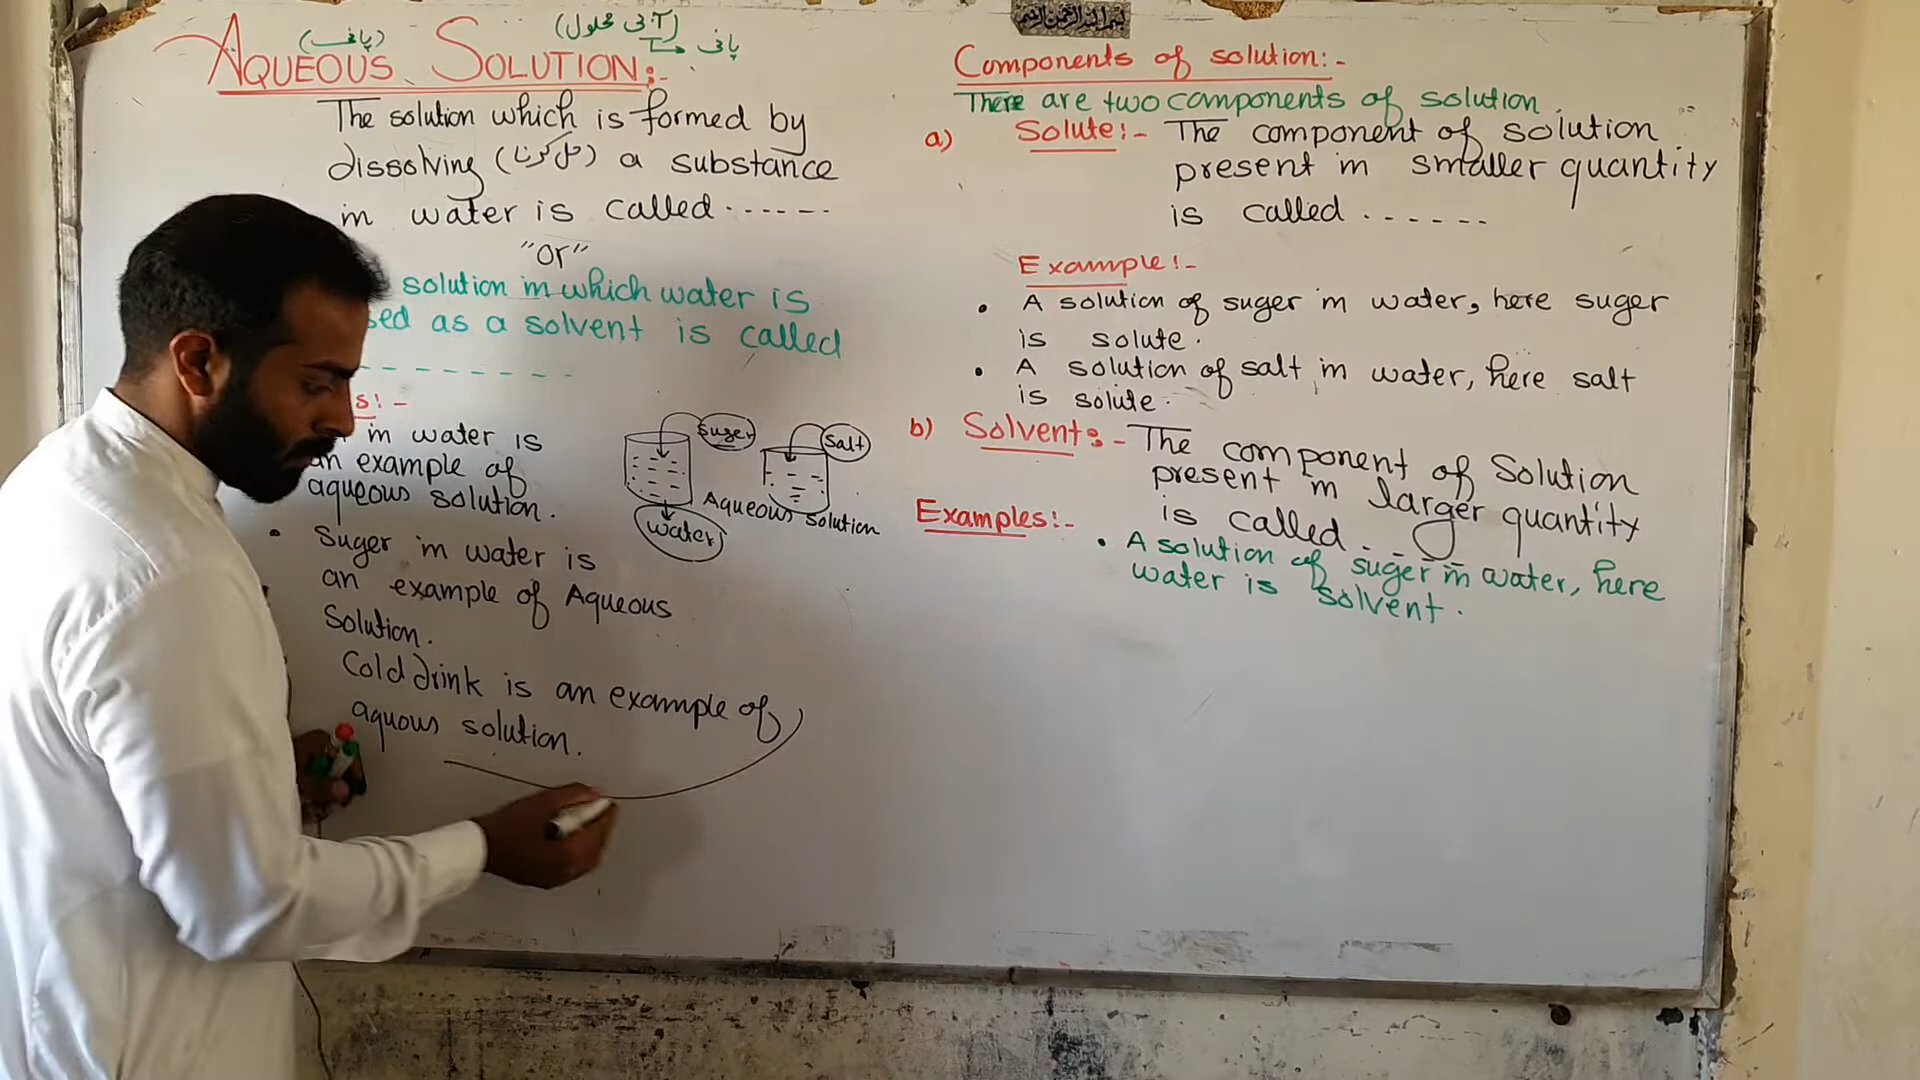 (پانی) (آبی محلول)
پانی
AQUEOUS SOLUTION:-
The solution which is formed by
dissolving (حل کرنا) a substance
in water is called ------
"or"
solution in which water is
sed as a solvent is called
--------
s:-
in water is
an example of
aqueous solution.
• Suger in water is
an example of Aqueous
Solution.
Cold drink is an example of
aquous solution.
Suger
Salt
water
Aqueous solution
بسم اللہ الرحمن الرحیم
Components of solution:-
There are two components of solution.
a) Solute:- The component of solution
present in smaller quantity
is called ------
Example:-
• A solution of suger in water, here suger
is solute.
• A solution of salt in water, here salt
is solute.
b) Solvent:- The component of Solution
present in larger quantity
is called -----
Examples:-
• A solution of suger in water, here
water is solvent.